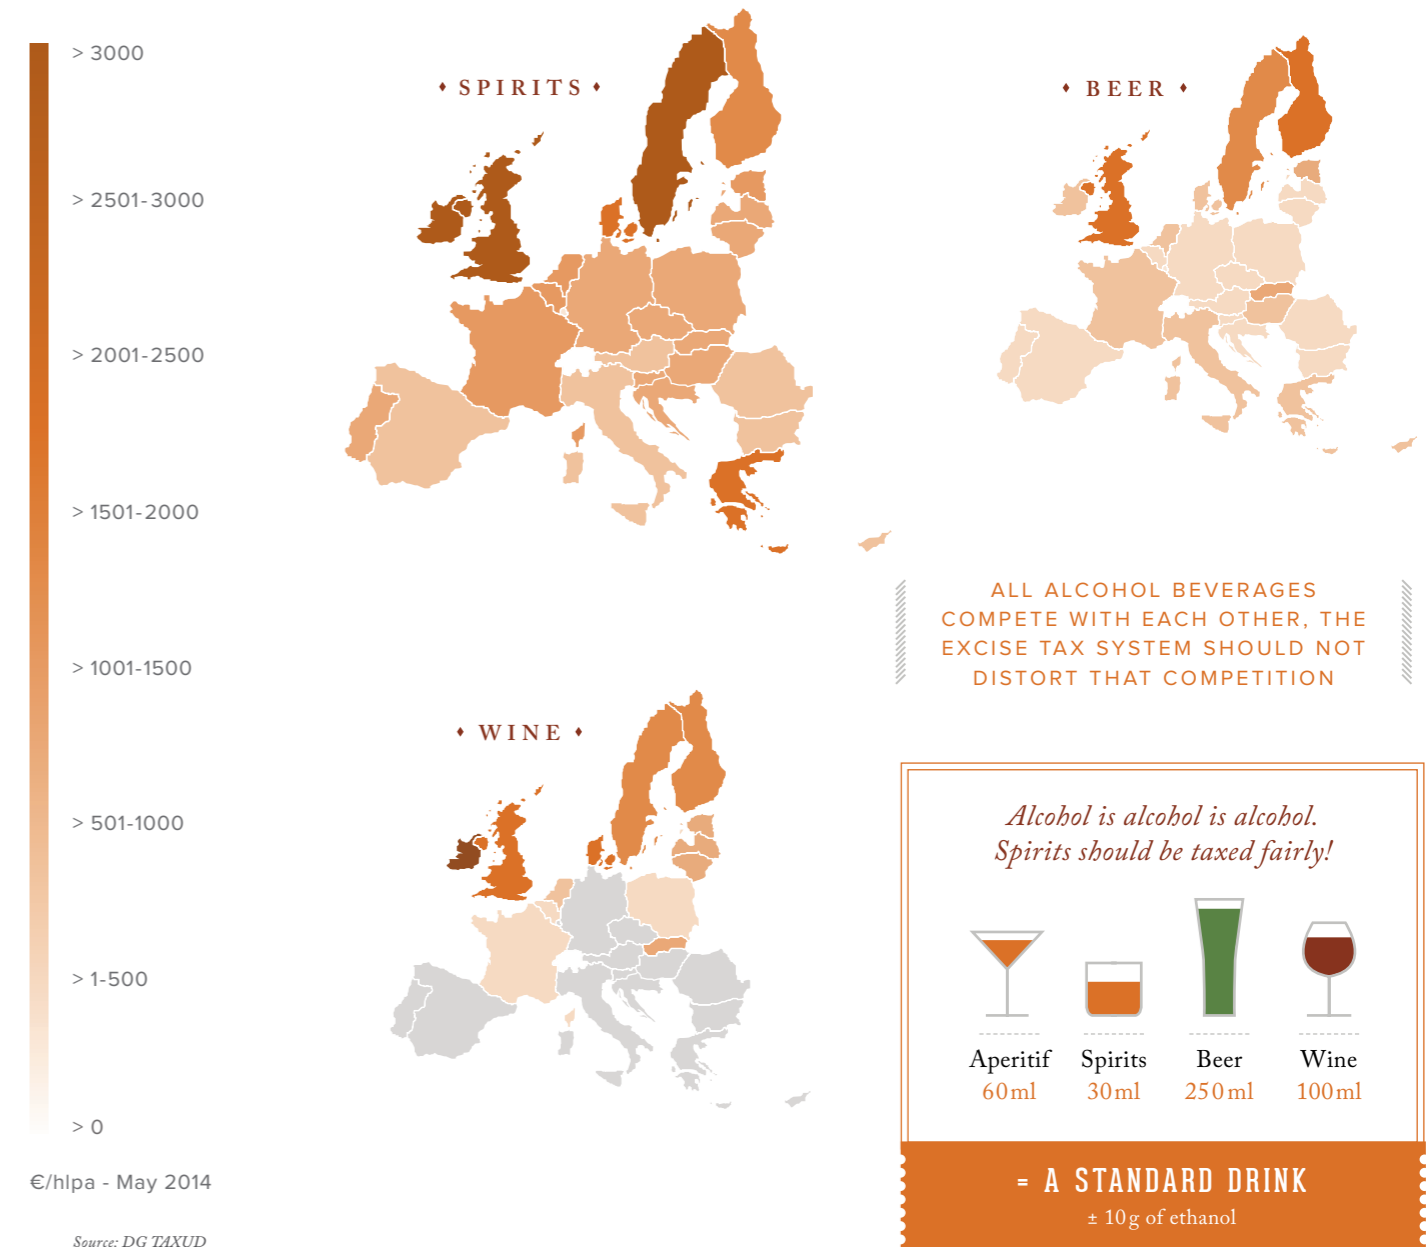 > 3000
> 2501-3000
> 2001-2500
> 1501-2000
> 1001-1500
> 501-1000
> 1-500
> 0
€/hlpa - May 2014
Source: DG TAXUD
SPIRITS
BEER
WINE
ALL ALCOHOL BEVERAGES
COMPETE WITH EACH OTHER, THE
EXCISE TAX SYSTEM SHOULD NOT
DISTORT THAT COMPETITION
Alcohol is alcohol is alcohol.
Spirits should be taxed fairly!
Aperitif Spirits Beer Wine
60ml 30ml 250ml 100ml
= A STANDARD DRINK
± 10g of ethanol